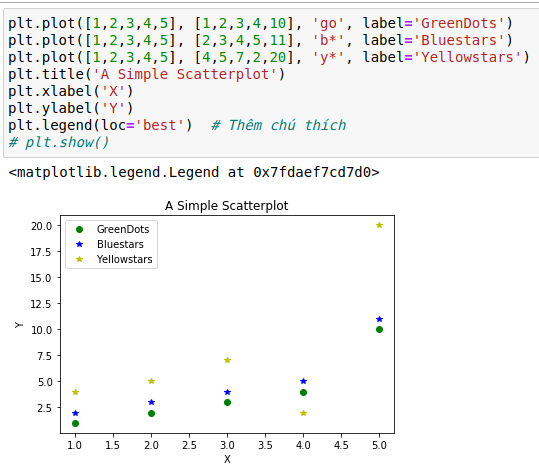 plt.plot([1,2,3,4,5], [1,2,3,4,10], 'go', label='GreenDots')
plt.plot([1,2,3,4,5], [2,3,4,5,11], 'b*', label='Bluestars')
plt.plot([1,2,3,4,5], [4,5,7,2,20], 'y*', label='Yellowstars')
plt.title('A Simple Scatterplot')
plt.xlabel('X')
plt.ylabel('Y')
plt.legend(loc='best')  # Thêm chú thích
# plt.show()
<matplotlib.legend.Legend at 0x7fdaef7cd7d0>
A Simple Scatterplot
GreenDots
Bluestars
Yellowstars
20.0
17.5
15.0
12.5
10.0
7.5
5.0
2.5
Y
1.0 1.5 2.0 2.5 3.0 3.5 4.0 4.5 5.0
X